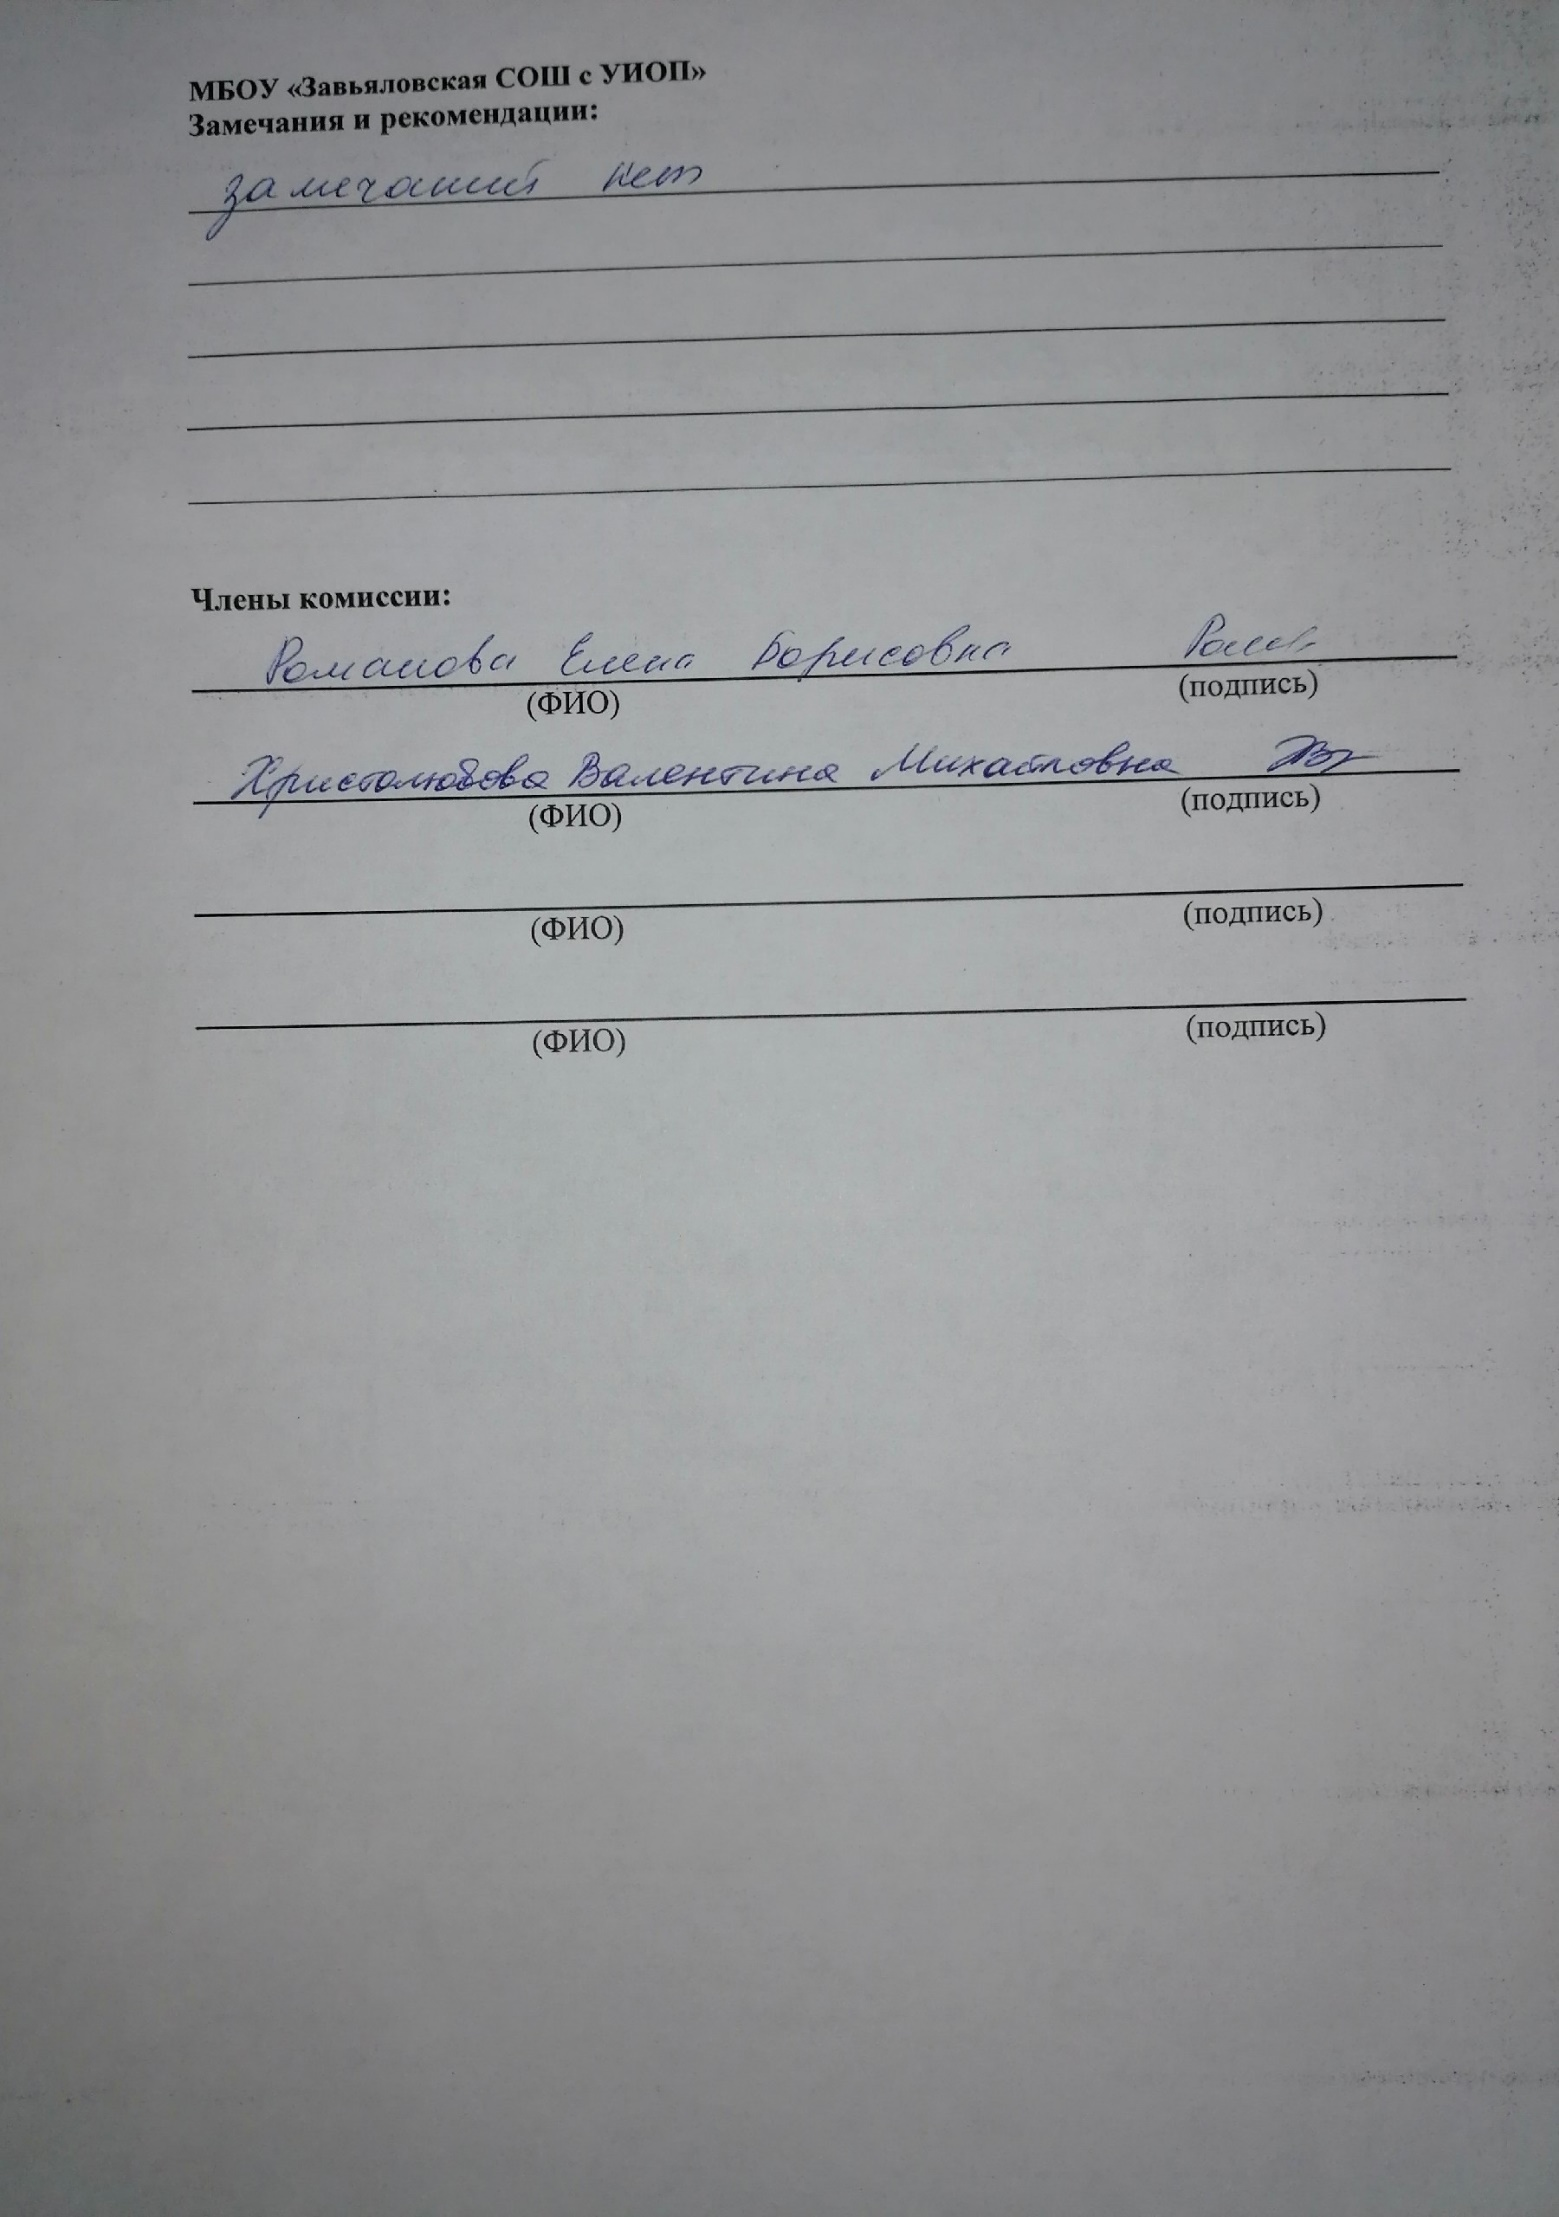 МБОУ «Завьяловская СОШ с УИОП»
Замечания и рекомендации:
замечаний нет
Члены комиссии:
Романова Елена Борисовна
(ФИО) (подпись)
Христолюбова Валентина Михайловна
(ФИО) (подпись)
(ФИО) (подпись)
(ФИО) (подпись)